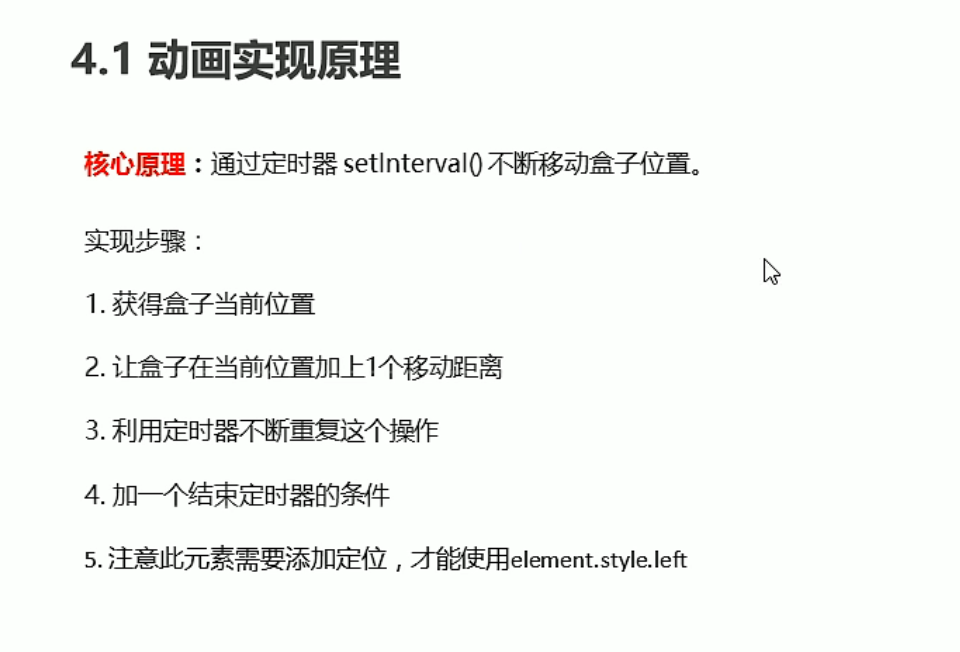 4.1 动画实现原理
核心原理：通过定时器 setInterval() 不断移动盒子位置。
实现步骤：
1. 获得盒子当前位置
2. 让盒子在当前位置加上1个移动距离
3. 利用定时器不断重复这个操作
4. 加一个结束定时器的条件
5. 注意此元素需要添加定位，才能使用element.style.left